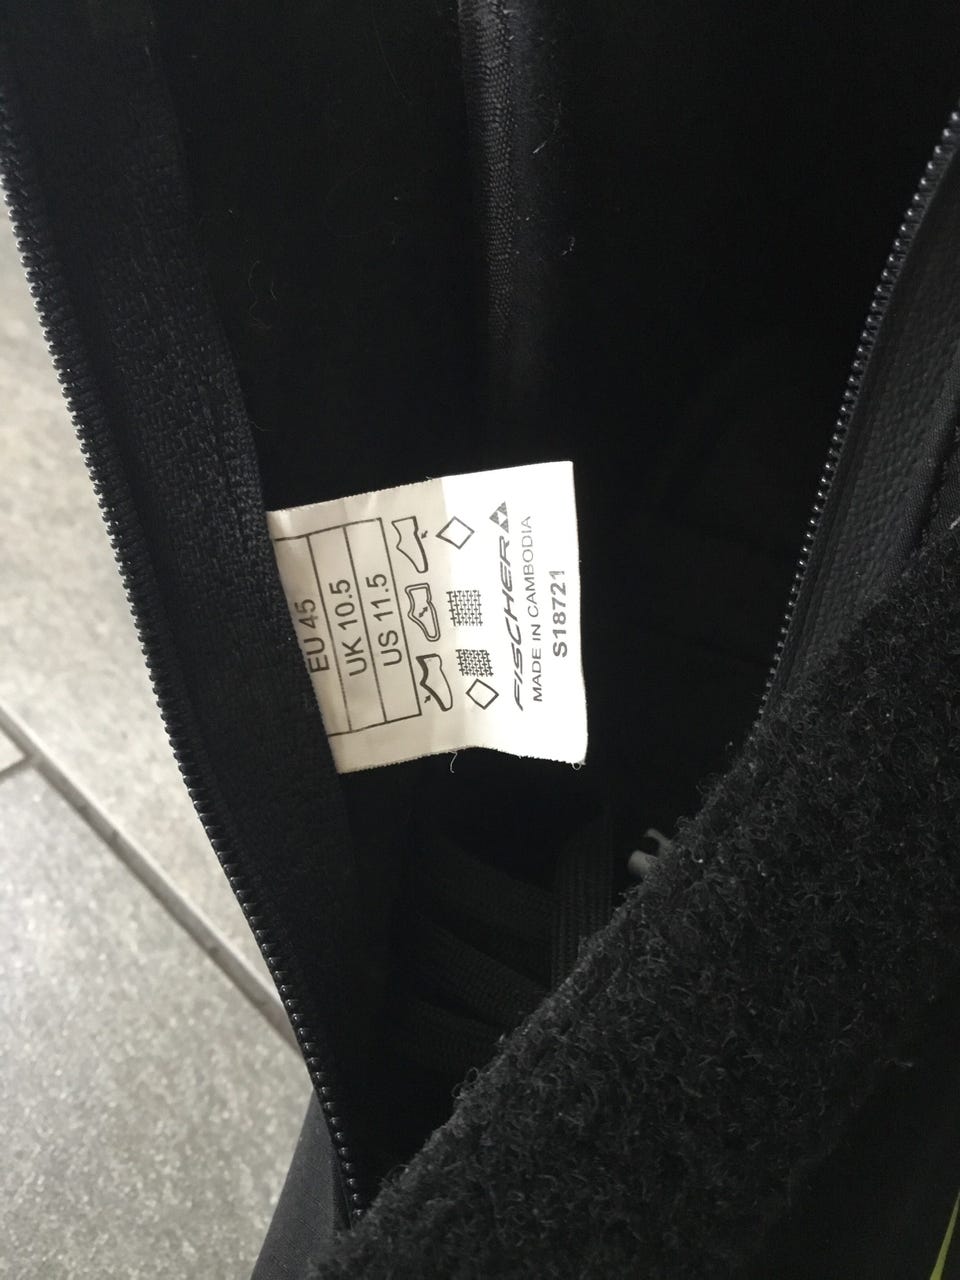 EU 45
UK 10.5
US 11.5
FISCHER
MADE IN CAMBODIA
S18721